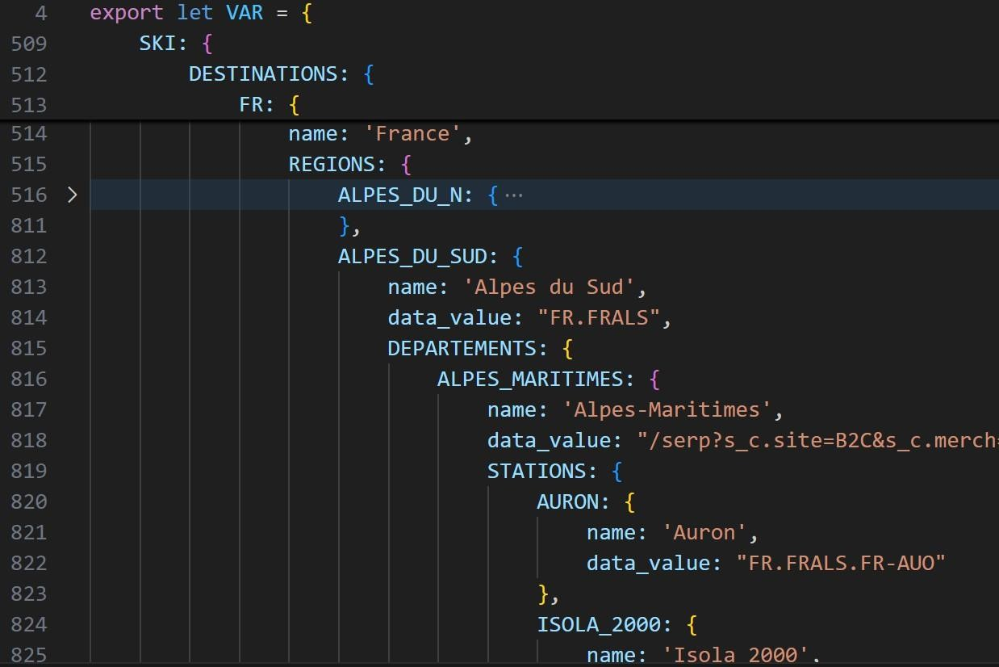 4 export let VAR = {
509 SKI: {
512 DESTINATIONS: {
513 FR: {
514 name: 'France',
515 REGIONS: {
516 ALPES_DU_N: { ···
811 },
812 ALPES_DU_SUD: {
813 name: 'Alpes du Sud',
814 data_value: "FR.FRALS",
815 DEPARTEMENTS: {
816 ALPES_MARITIMES: {
817 name: 'Alpes-Maritimes',
818 data_value: "/serp?s_c.site=B2C&s_c.merch=
819 STATIONS: {
820 AURON: {
821 name: 'Auron',
822 data_value: "FR.FRALS.FR-AUO"
823 },
824 ISOLA_2000: {
825 name: 'Isola 2000',